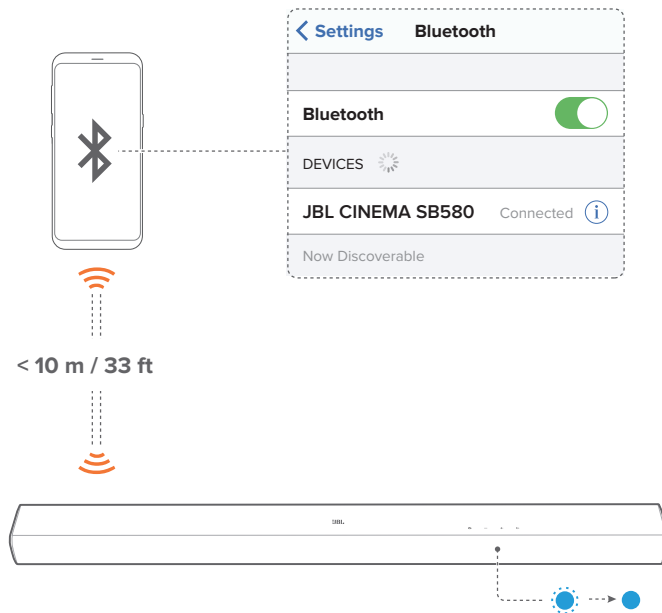 Settings Bluetooth
Bluetooth
DEVICES
JBL CINEMA SB580 Connected i
Now Discoverable
< 10 m / 33 ft
JBL